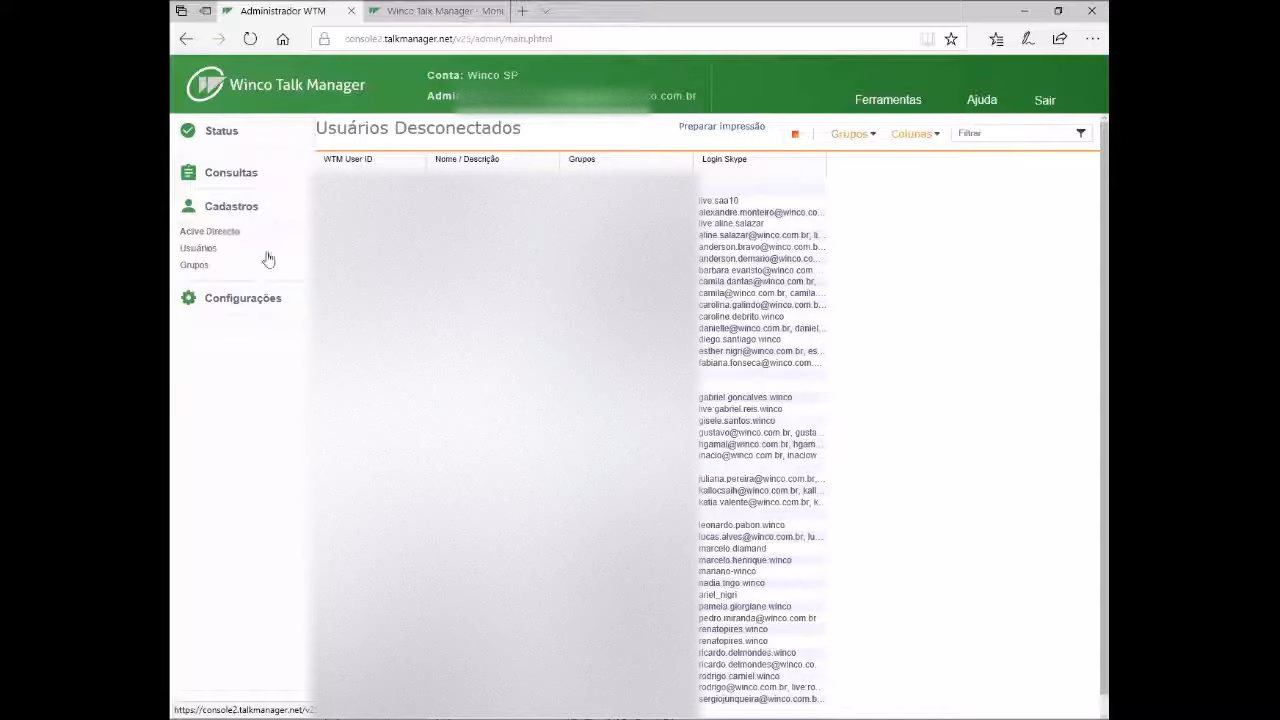 Administrador WTM
Winco Talk Manager - Monit
console2.talkmanager.net/v25/admin/main.phtml
Winco Talk Manager
Conta: Winco SP
co.com.br
Ferramentas
Ajuda
Sair
Status
Consultas
Cadastros
Active Directo
Usuários
Grupos
Configurações
Usuários Desconectados
Preparar impressão
Grupos
Colunas
Filtrar
WTM User ID
Nome / Descrição
Grupos
Login Skype
live:saa10
alexandre.monteiro@winco.co...
live:aline.salazar
aline.salazar@winco.com.br, li...
anderson.bravo@winco.com.b...
anderson.demario@winco.co...
barbara.evaristo@winco.com...
camila.dantas@winco.com.br,
camila@winco.com.br, camila....
carolina.galindo@winco.com.b...
caroline.debrito.winco
danielle@winco.com.br, daniel...
diego.santiago.winco
esther.nigri@winco.com.br, es...
fabiana.fonseca@winco.com...
gabriel.goncalves.winco
live:gabriel.reis.winco
gisele.santos.winco
gustavo@winco.com.br, gusta...
hgamal@winco.com.br, hgam...
inacio@winco.com.br, inaciow...
juliana.pereira@winco.com.br,...
kallocsaih@winco.com.br, kall...
katia.valente@winco.com.br, k...
leonardo.pabon.winco
lucas.alves@winco.com.br, lu...
marcelo.diamand
marcelo.henrique.winco
mariano-winco
nadia.trigo.winco
ariel_nigri
pamela.giorgiane.winco
pedro.miranda@winco.com.br
renatopires.winco
renatopires.winco
ricardo.delmondes.winco
ricardo.delmondes@winco.co.
rodrigo.camiel.winco
rodrigo@winco.com.br, live:ro...
sergiojunqueira@winco.com.b...
https://console2.talkmanager.net/v2